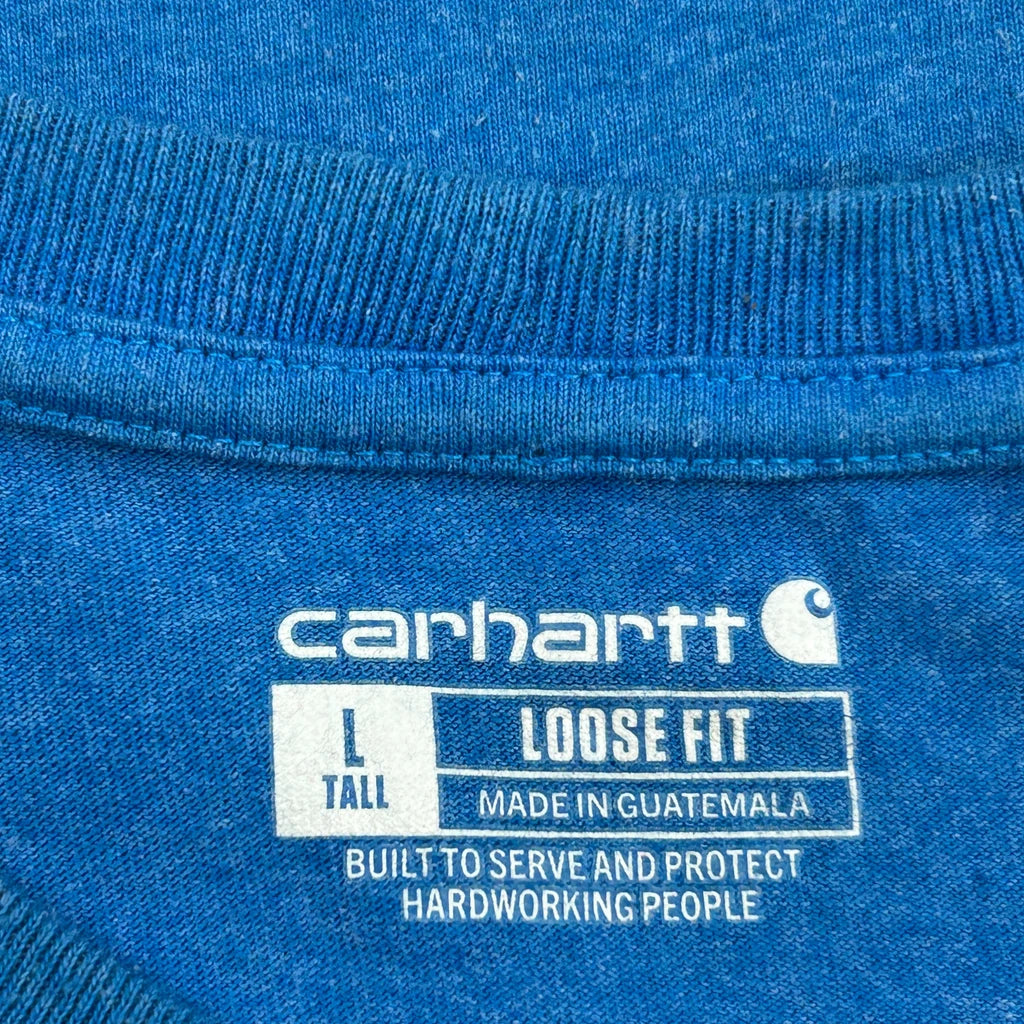 carhartt
L
TALL
LOOSE FIT
MADE IN GUATEMALA
BUILT TO SERVE AND PROTECT
HARDWORKING PEOPLE